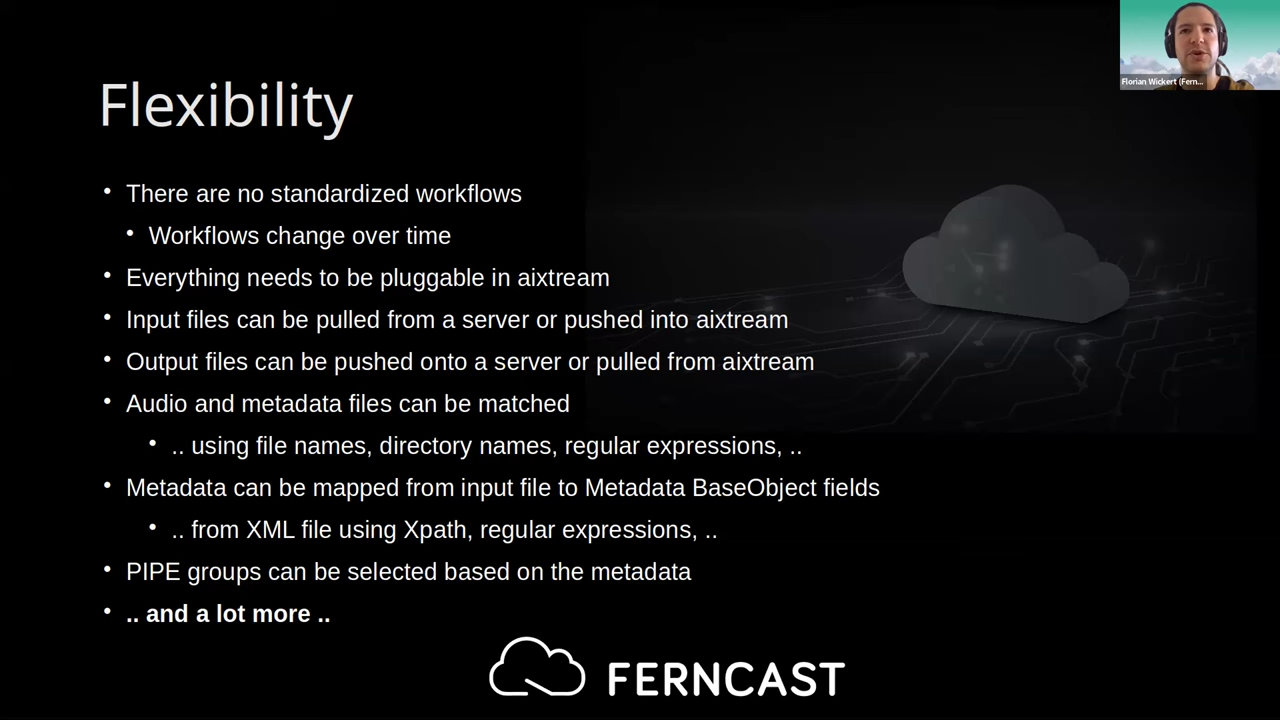 Florian Wickert (Fern...
Flexibility
• There are no standardized workflows
• Workflows change over time
• Everything needs to be pluggable in aixtream
• Input files can be pulled from a server or pushed into aixtream
• Output files can be pushed onto a server or pulled from aixtream
• Audio and metadata files can be matched
• .. using file names, directory names, regular expressions, ..
• Metadata can be mapped from input file to Metadata BaseObject fields
• .. from XML file using Xpath, regular expressions, ..
• PIPE groups can be selected based on the metadata
• .. and a lot more ..
FERNCAST